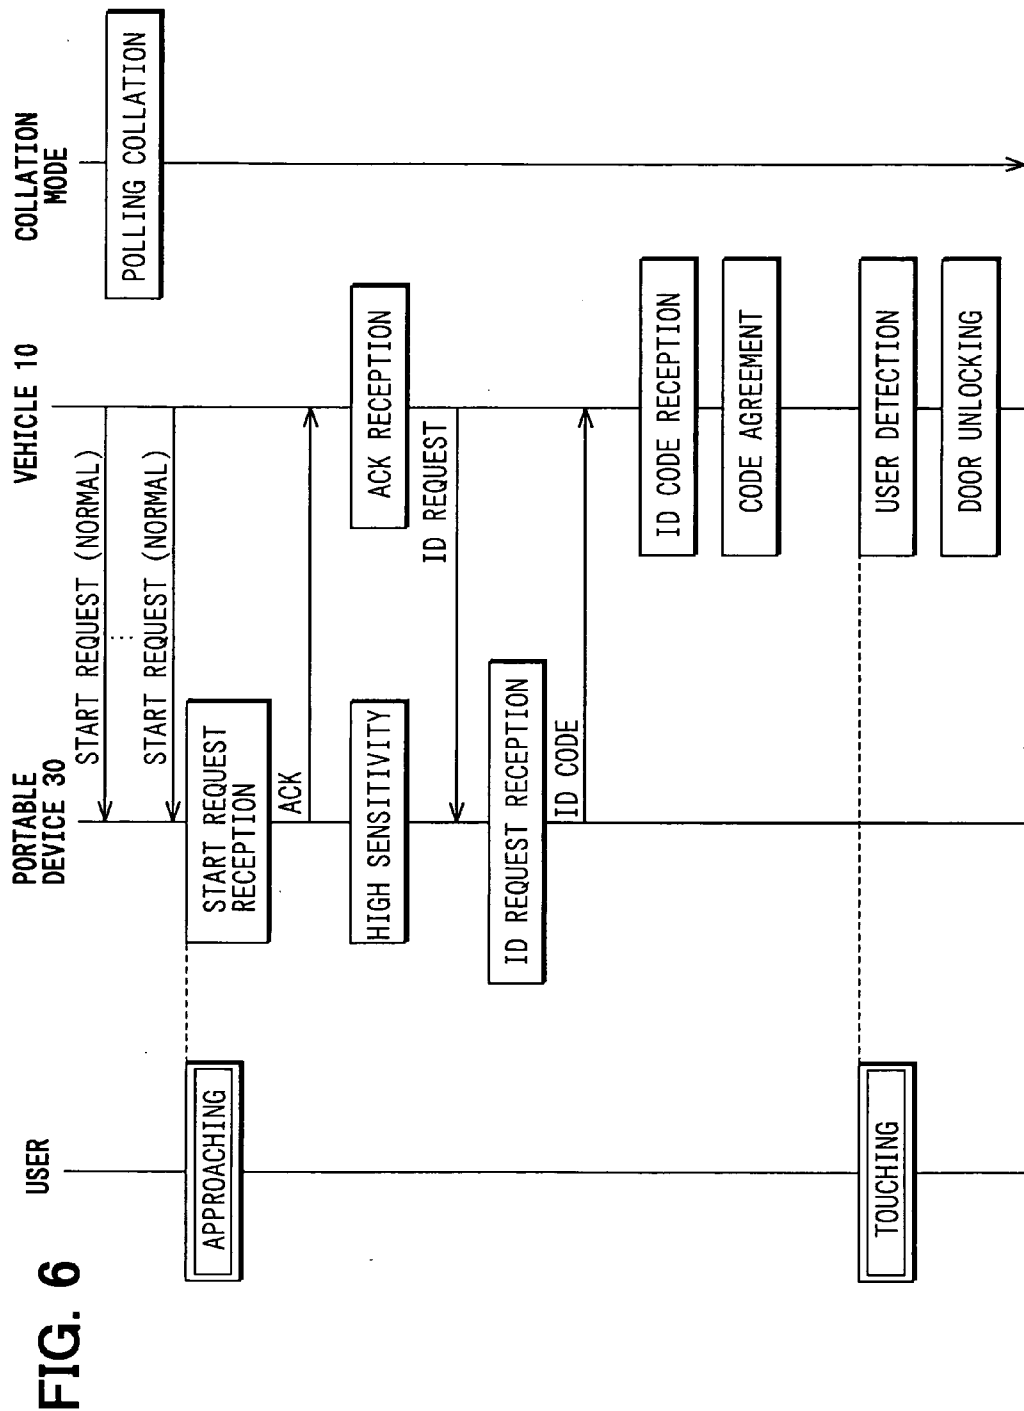 FIG. 6
USER
PORTABLE
DEVICE 30
VEHICLE 10
COLLATION
MODE
POLLING COLLATION
START REQUEST (NORMAL)
START REQUEST (NORMAL)
APPROACHING
START REQUEST
RECEPTION
ACK
HIGH SENSITIVITY
ACK RECEPTION
ID REQUEST
ID REQUEST RECEPTION
ID CODE
ID CODE RECEPTION
CODE AGREEMENT
TOUCHING
USER DETECTION
DOOR UNLOCKING